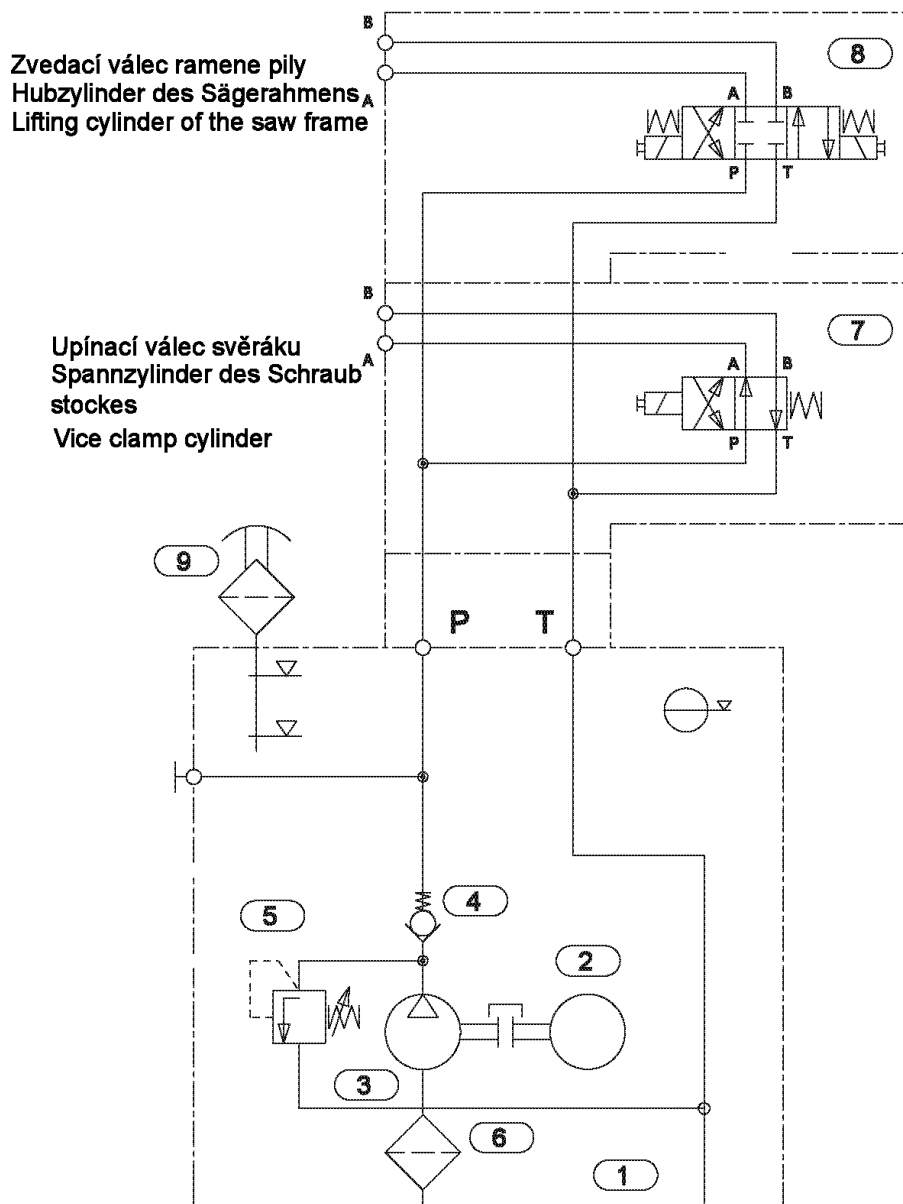 B
8
Zvedací válec ramene pily
Hubzylinder des Sägerahmens
A
A B
Lifting cylinder of the saw frame
P T
B
7
Upínací válec svěráku
A
A B
Spannzylinder des Schraub
stockes
Vice clamp cylinder
P T
9
P T
4
5
2
3
6
1